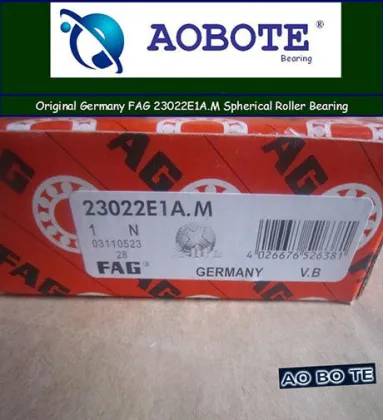 AOBOTE®
Bearing
Original Germany FAG 23022E1A.M Spherical Roller Bearing
FAG
FAG
23022E1A.M
1 N
03110523
28
FAG®
GERMANY
V.B
4 026676 526381
AO BO TE